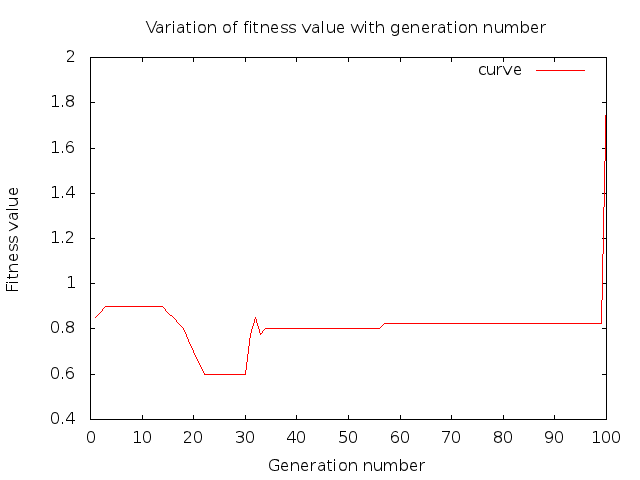 Variation of fitness value with generation number
curve
2
1.8
1.6
1.4
1.2
1
0.8
0.6
0.4
Fitness value
0 10 20 30 40 50 60 70 80 90 100
Generation number